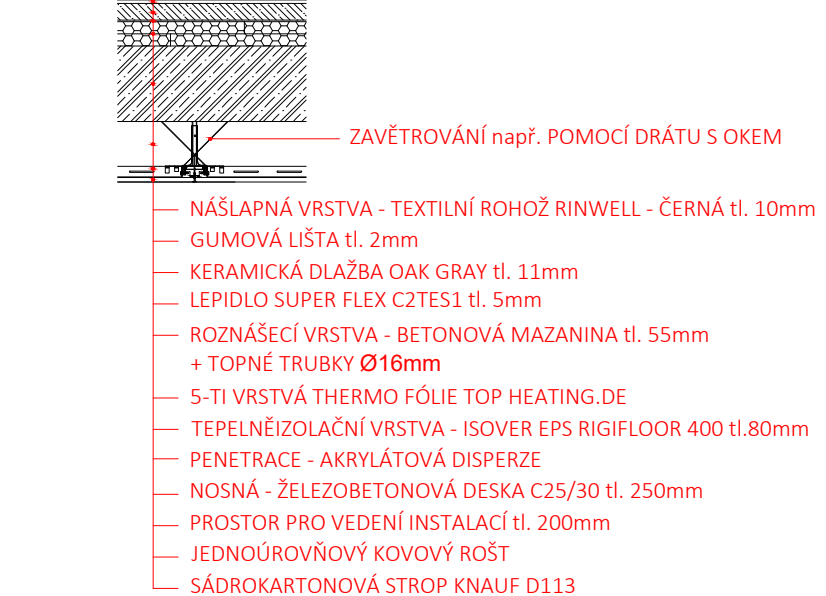 ZAVĚTROVÁNÍ např. POMOCÍ DRÁTU S OKEM
NÁŠLAPNÁ VRSTVA - TEXTILNÍ ROHOŽ RINWELL - ČERNÁ tl. 10mm
GUMOVÁ LIŠTA tl. 2mm
KERAMICKÁ DLAŽBA OAK GRAY tl. 11mm
LEPIDLO SUPER FLEX C2TES1 tl. 5mm
ROZNÁŠECÍ VRSTVA - BETONOVÁ MAZANINA tl. 55mm
+ TOPNÉ TRUBKY Ø16mm
5-TI VRSTVÁ THERMO FÓLIE TOP HEATING.DE
TEPELNĚIZOLAČNÍ VRSTVA - ISOVER EPS RIGIFLOOR 400 tl.80mm
PENETRACE - AKRYLÁTOVÁ DISPERZE
NOSNÁ - ŽELEZOBETONOVÁ DESKA C25/30 tl. 250mm
PROSTOR PRO VEDENÍ INSTALACÍ tl. 200mm
JEDNOÚROVŇOVÝ KOVOVÝ ROŠT
SÁDROKARTONOVÁ STROP KNAUF D113